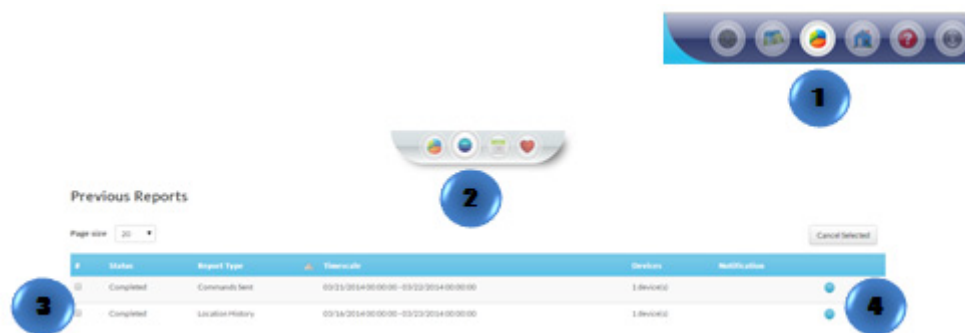 1
2
Previous Reports
Page size 20
Cancel Selected
# Status Report Type Timescale Devices Notification
3 Completed Commands Sent 03/21/2014 00:00:00 - 03/22/2014 00:00:00 1 device(s) 4
Completed Location History 03/16/2014 00:00:00 - 03/23/2014 00:00:00 1 device(s)